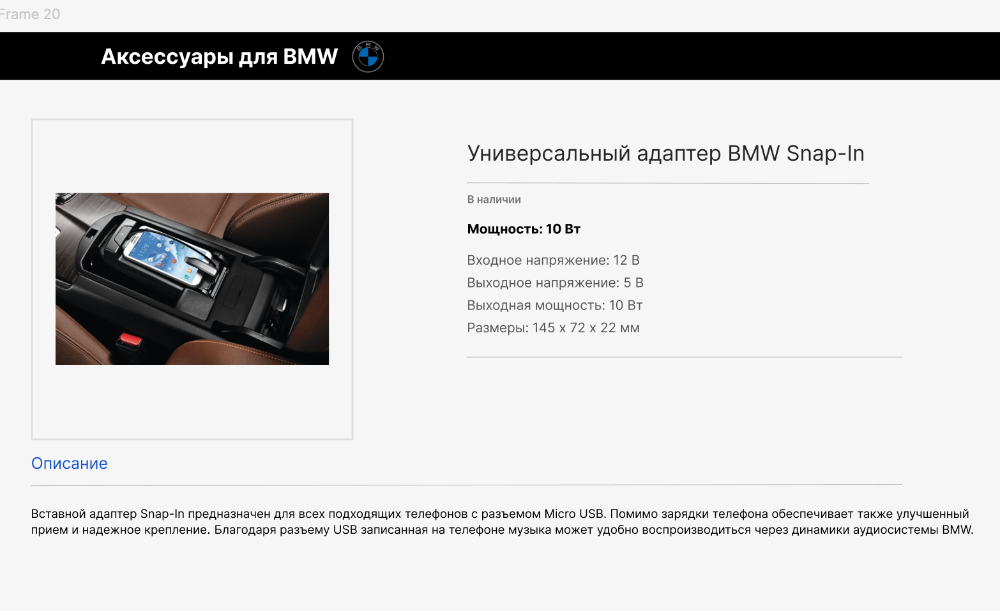 Frame 20
Аксессуары для BMW
BMW
Универсальный адаптер BMW Snap-In
В наличии
Мощность: 10 Вт
Входное напряжение: 12 В
Выходное напряжение: 5 В
Выходная мощность: 10 Вт
Размеры: 145 x 72 x 22 мм
Описание
Вставной адаптер Snap-In предназначен для всех подходящих телефонов с разъемом Micro USB. Помимо зарядки телефона обеспечивает также улучшенный
прием и надежное крепление. Благодаря разъему USB записанная на телефоне музыка может удобно воспроизводиться через динамики аудиосистемы BMW.